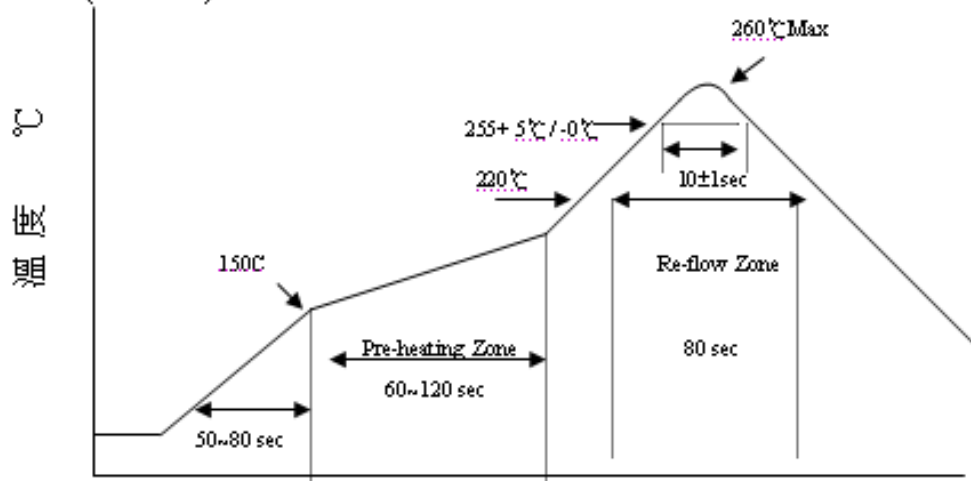 260℃Max
255+ 5℃/-0℃
10±1sec
220℃
150C
Re-flow Zone
Pre-heating Zone
80 sec
60~120 sec
50~80 sec
温度 ℃